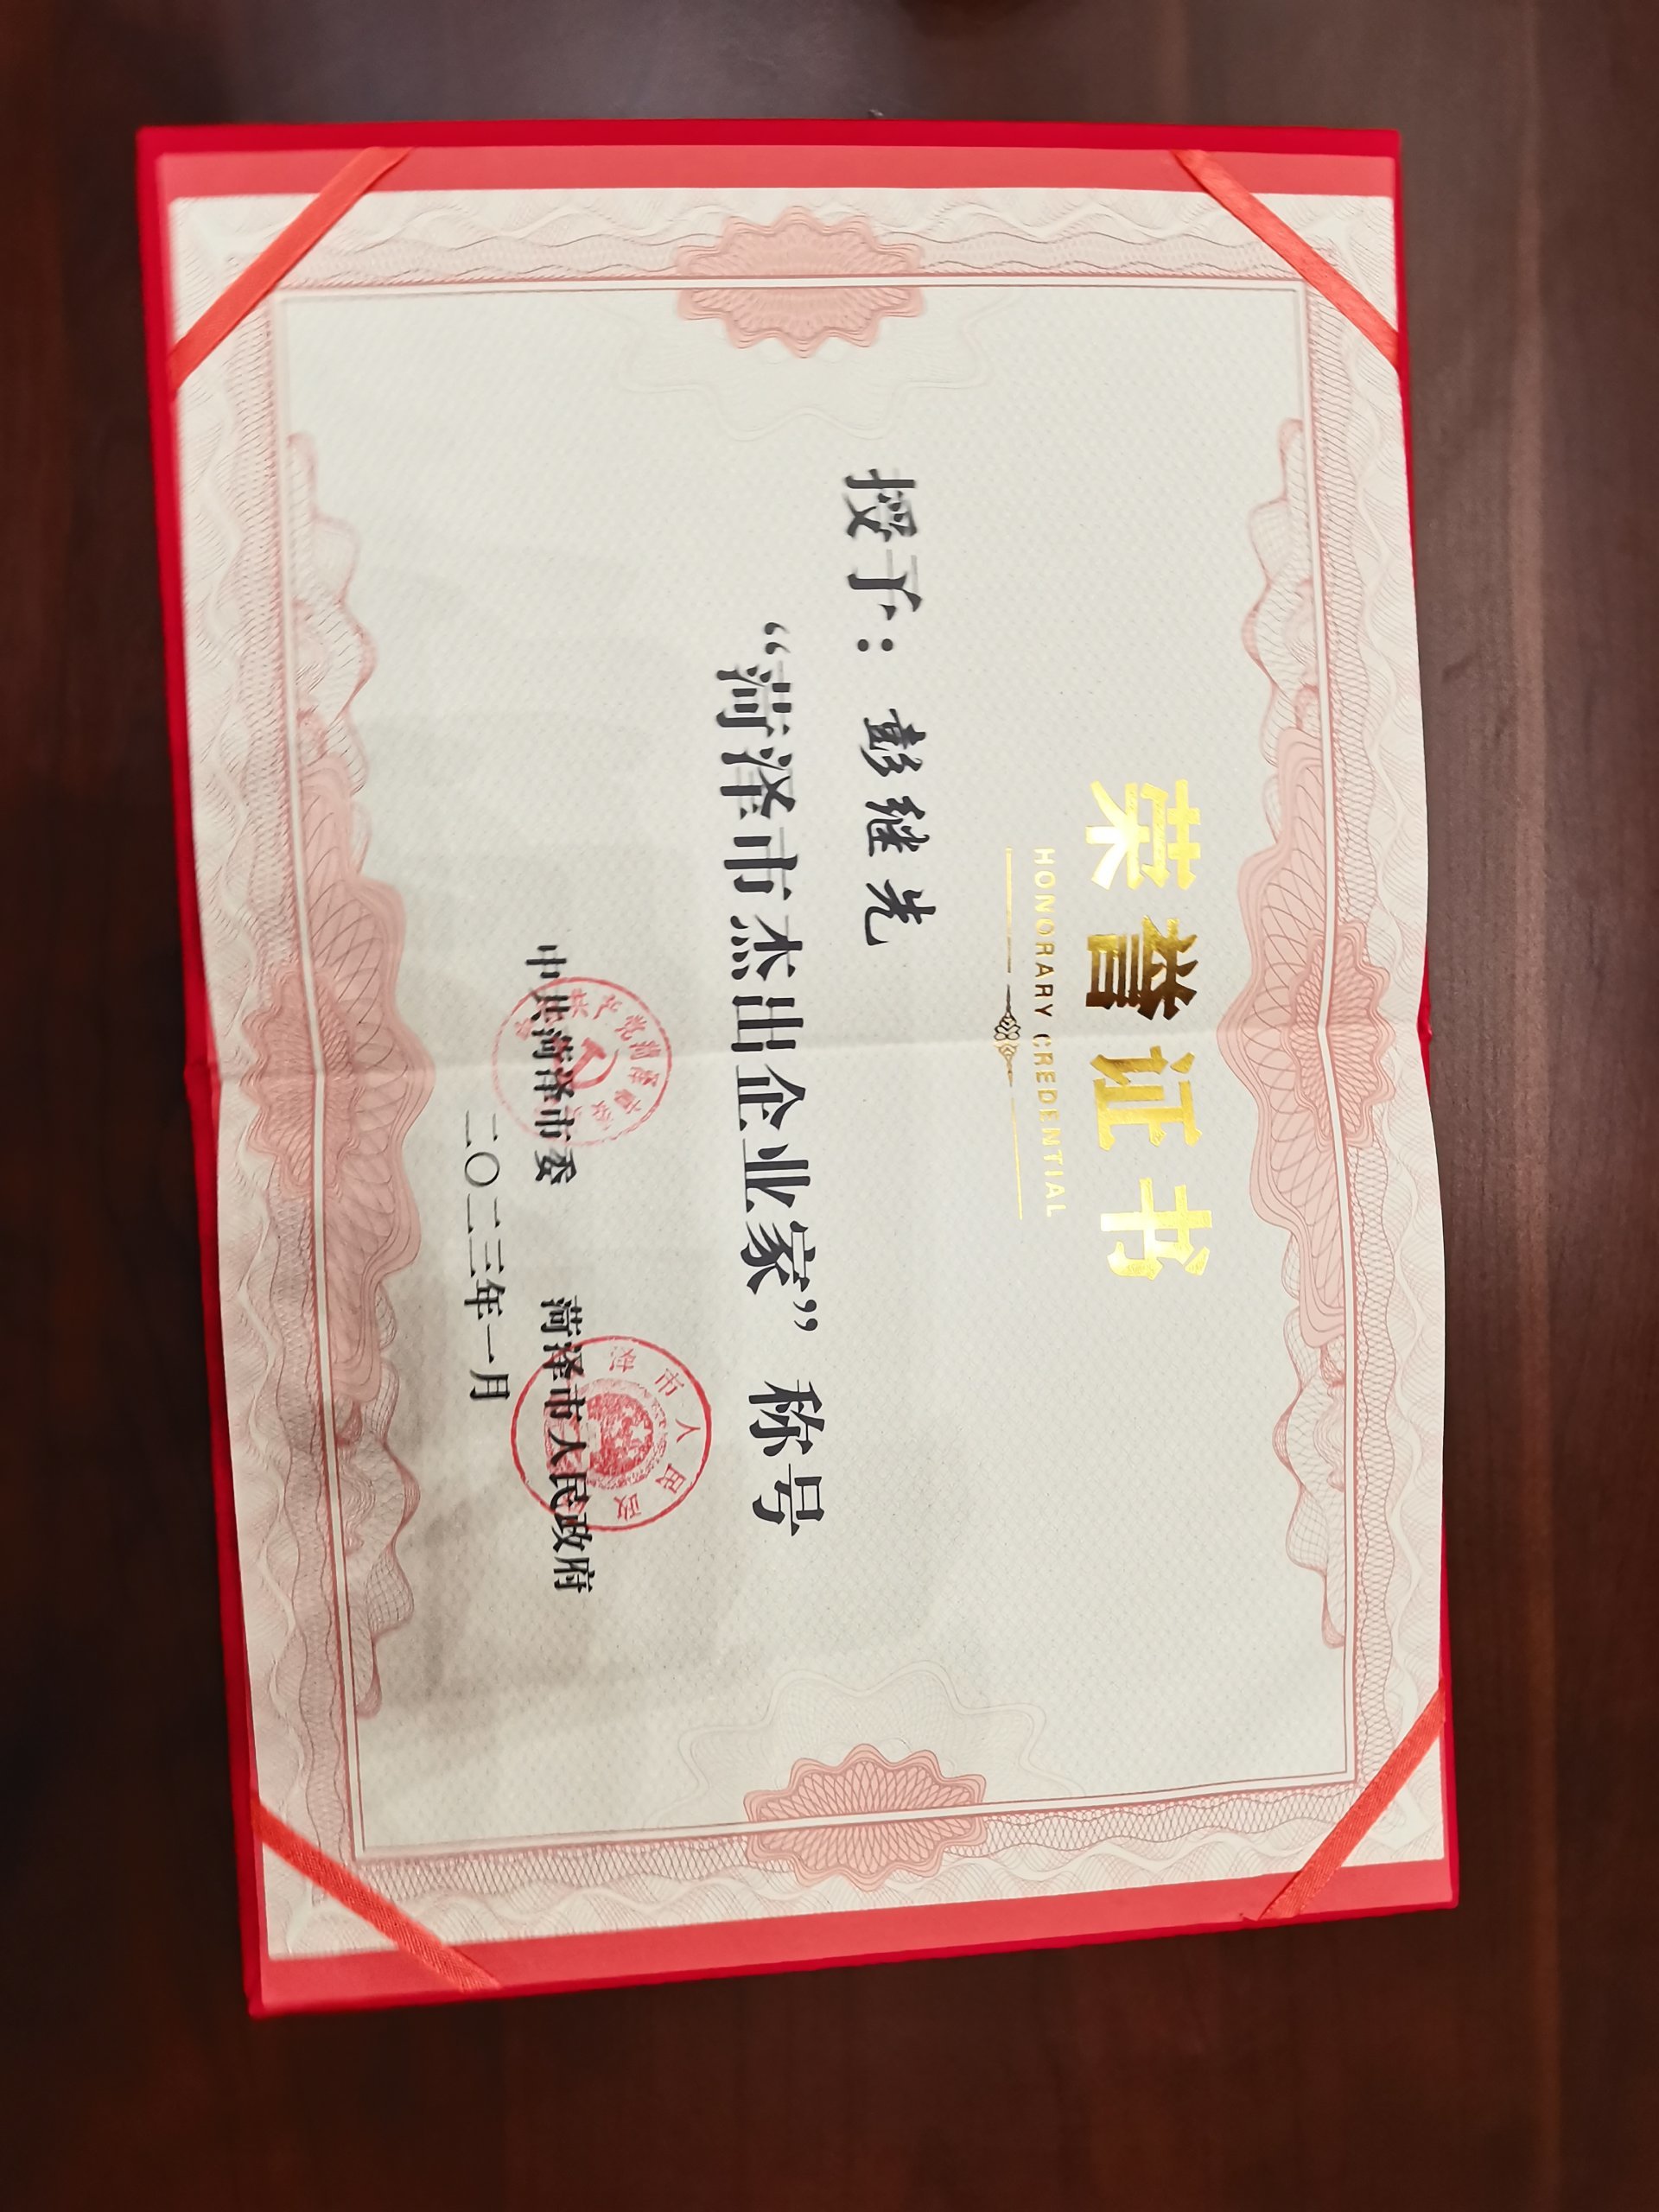 荣誉证书
HONORARY CREDENTIAL
授予：彭继光
“菏泽市杰出企业家”称号
中共菏泽市委 菏泽市人民政府
二〇二三年一月